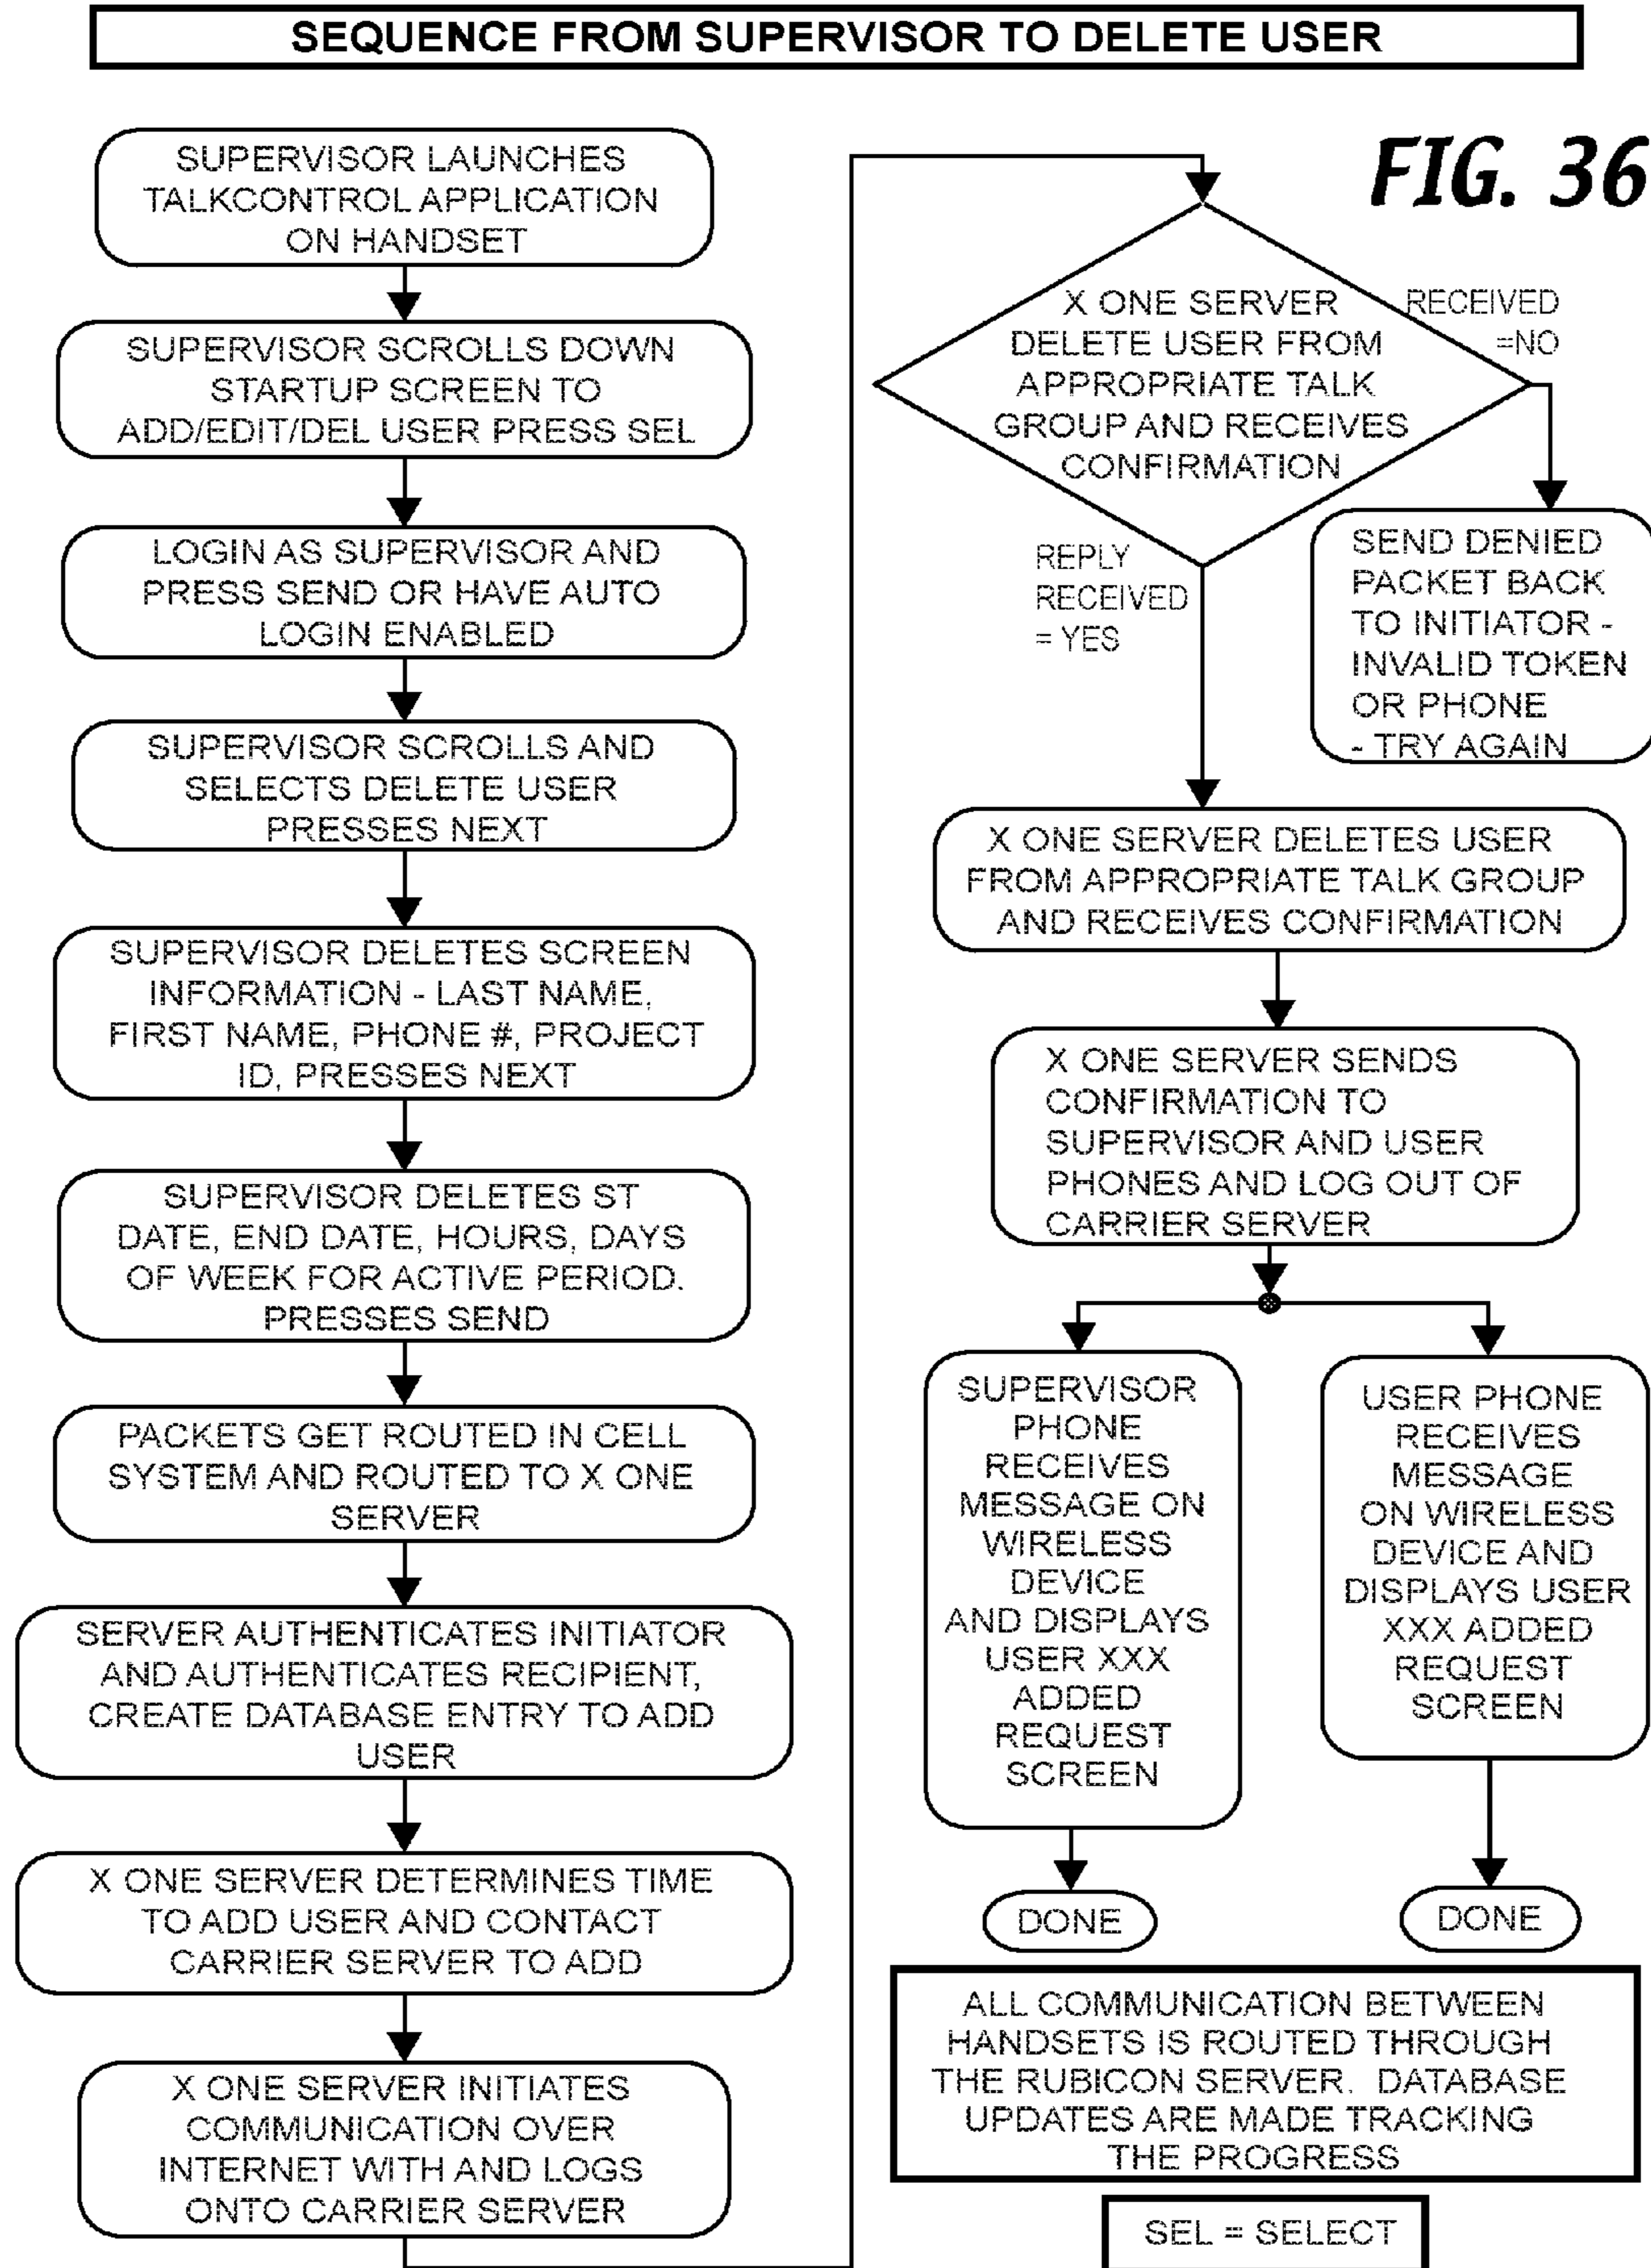 SEQUENCE FROM SUPERVISOR TO DELETE USER
FIG. 36
SUPERVISOR LAUNCHES
TALKCONTROL APPLICATION
ON HANDSET
SUPERVISOR SCROLLS DOWN
STARTUP SCREEN TO
ADD/EDIT/DEL USER PRESS SEL
LOGIN AS SUPERVISOR AND
PRESS SEND OR HAVE AUTO
LOGIN ENABLED
SUPERVISOR SCROLLS AND
SELECTS DELETE USER
PRESSES NEXT
SUPERVISOR DELETES SCREEN
INFORMATION - LAST NAME,
FIRST NAME, PHONE #, PROJECT
ID, PRESSES NEXT
SUPERVISOR DELETES ST
DATE, END DATE, HOURS, DAYS
OF WEEK FOR ACTIVE PERIOD.
PRESSES SEND
PACKETS GET ROUTED IN CELL
SYSTEM AND ROUTED TO X ONE
SERVER
SERVER AUTHENTICATES INITIATOR
AND AUTHENTICATES RECIPIENT,
CREATE DATABASE ENTRY TO ADD
USER
X ONE SERVER DETERMINES TIME
TO ADD USER AND CONTACT
CARRIER SERVER TO ADD
X ONE SERVER INITIATES
COMMUNICATION OVER
INTERNET WITH AND LOGS
ONTO CARRIER SERVER
X ONE SERVER
DELETE USER FROM
APPROPRIATE TALK
GROUP AND RECEIVES
CONFIRMATION
RECEIVED
=NO
SEND DENIED
PACKET BACK
TO INITIATOR -
INVALID TOKEN
OR PHONE
- TRY AGAIN
REPLY
RECEIVED
= YES
X ONE SERVER DELETES USER
FROM APPROPRIATE TALK GROUP
AND RECEIVES CONFIRMATION
X ONE SERVER SENDS
CONFIRMATION TO
SUPERVISOR AND USER
PHONES AND LOG OUT OF
CARRIER SERVER
SUPERVISOR
PHONE
RECEIVES
MESSAGE ON
WIRELESS
DEVICE
AND DISPLAYS
USER XXX
ADDED
REQUEST
SCREEN
DONE
USER PHONE
RECEIVES
MESSAGE
ON WIRELESS
DEVICE AND
DISPLAYS USER
XXX ADDED
REQUEST
SCREEN
DONE
ALL COMMUNICATION BETWEEN
HANDSETS IS ROUTED THROUGH
THE RUBICON SERVER. DATABASE
UPDATES ARE MADE TRACKING
THE PROGRESS
SEL = SELECT